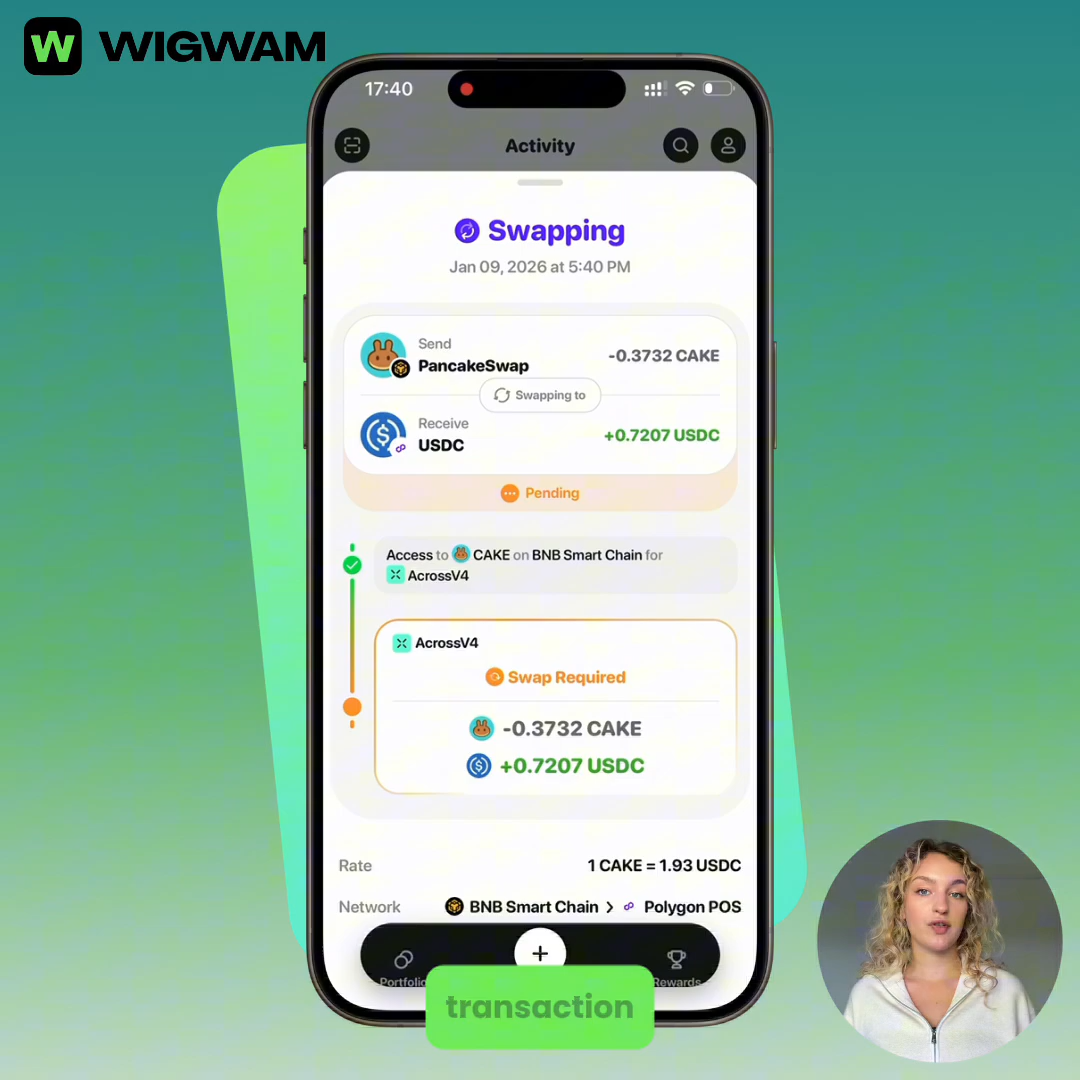 W WIGWAM
17:40
Activity
Swapping
Jan 09, 2026 at 5:40 PM
Send
PancakeSwap
-0.3732 CAKE
Swapping to
Receive
USDC
+0.7207 USDC
Pending
Access to CAKE on BNB Smart Chain for
AcrossV4
AcrossV4
Swap Required
-0.3732 CAKE
+0.7207 USDC
Rate
1 CAKE = 1.93 USDC
Network
BNB Smart Chain > Polygon POS
Portfolio
Rewards
transaction